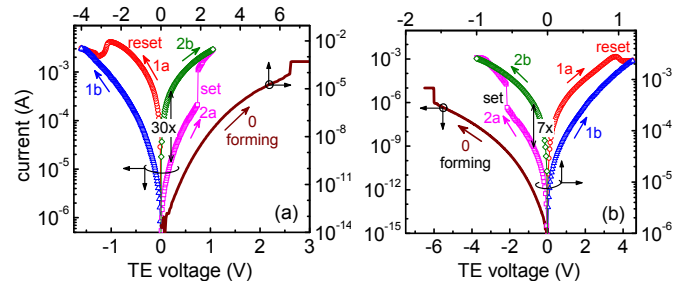 -4 -2 0 2 4 6
-2 -1 0 1
reset
1a
2b
1b
30x
set
2a
0
forming
(a)
current (A)
10⁻³
10⁻⁴
10⁻⁵
10⁻⁶
10⁻²
10⁻⁵
10⁻⁸
10⁻¹¹
10⁻¹⁴
-1 0 1 2 3
TE voltage (V)
2b
1a
reset
set
7x
2a
1b
0
forming
(b)
10⁰
10⁻³
10⁻⁶
10⁻⁹
10⁻¹²
10⁻¹⁵
10⁻²
10⁻³
10⁻⁴
10⁻⁵
10⁻⁶
-6 -4 -2 0 2 4
TE voltage (V)